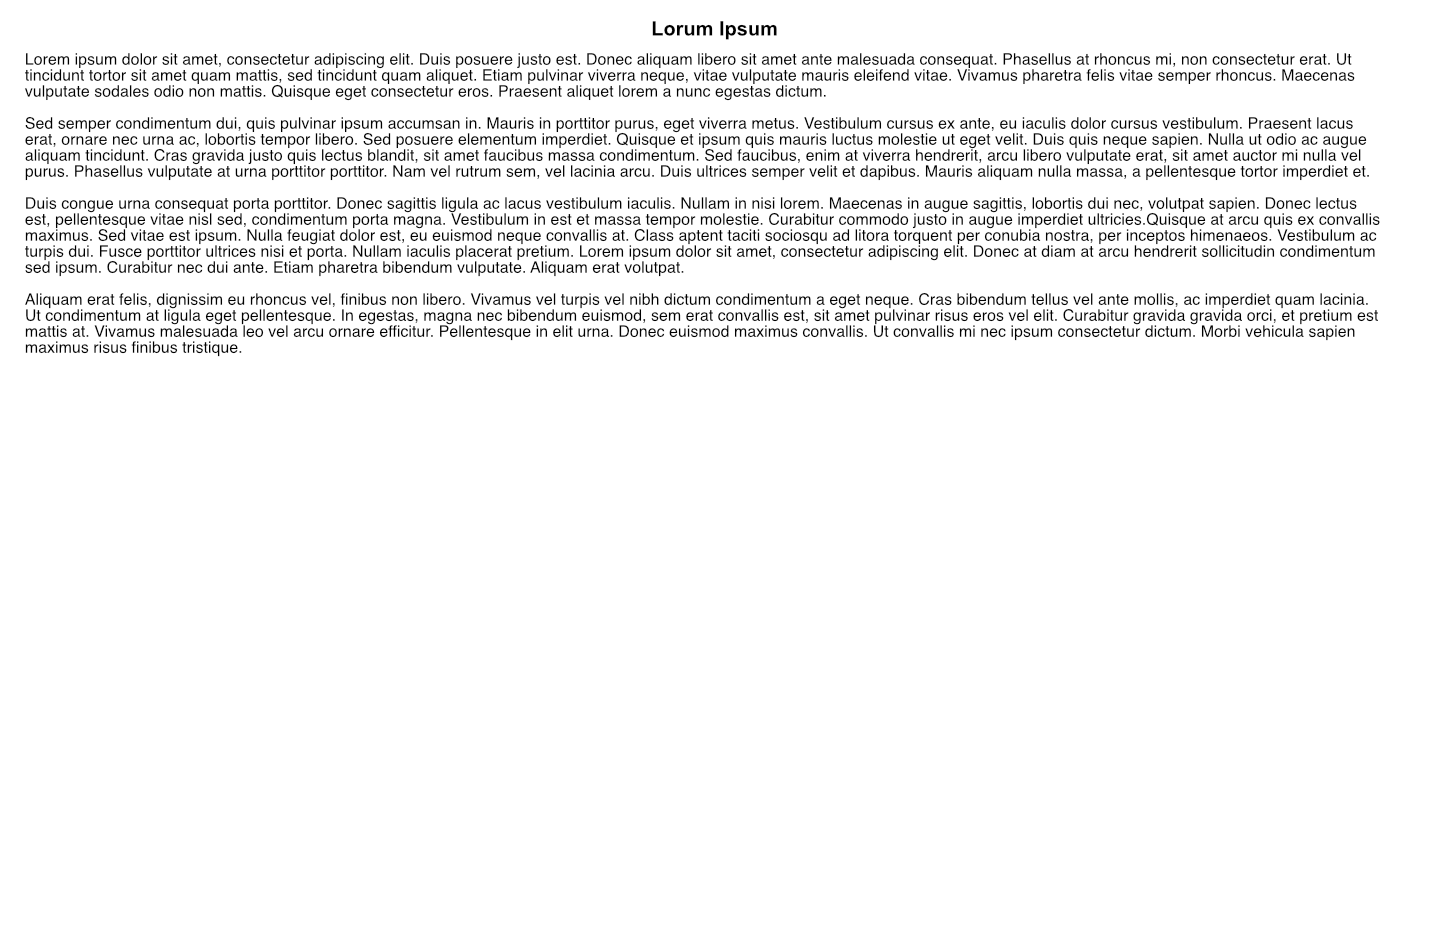 Lorum Ipsum
Lorem ipsum dolor sit amet, consectetur adipiscing elit. Duis posuere justo est. Donec aliquam libero sit amet ante malesuada consequat. Phasellus at rhoncus mi, non consectetur erat. Ut
tincidunt tortor sit amet quam mattis, sed tincidunt quam aliquet. Etiam pulvinar viverra neque, vitae vulputate mauris eleifend vitae. Vivamus pharetra felis vitae semper rhoncus. Maecenas
vulputate sodales odio non mattis. Quisque eget consectetur eros. Praesent aliquet lorem a nunc egestas dictum.
Sed semper condimentum dui, quis pulvinar ipsum accumsan in. Mauris in porttitor purus, eget viverra metus. Vestibulum cursus ex ante, eu iaculis dolor cursus vestibulum. Praesent lacus
erat, ornare nec urna ac, lobortis tempor libero. Sed posuere elementum imperdiet. Quisque et ipsum quis mauris luctus molestie ut eget velit. Duis quis neque sapien. Nulla ut odio ac augue
aliquam tincidunt. Cras gravida justo quis lectus blandit, sit amet faucibus massa condimentum. Sed faucibus, enim at viverra hendrerit, arcu libero vulputate erat, sit amet auctor mi nulla vel
purus. Phasellus vulputate at urna porttitor porttitor. Nam vel rutrum sem, vel lacinia arcu. Duis ultrices semper velit et dapibus. Mauris aliquam nulla massa, a pellentesque tortor imperdiet et.
Duis congue urna consequat porta porttitor. Donec sagittis ligula ac lacus vestibulum iaculis. Nullam in nisi lorem. Maecenas in augue sagittis, lobortis dui nec, volutpat sapien. Donec lectus
est, pellentesque vitae nisl sed, condimentum porta magna. Vestibulum in est et massa tempor molestie. Curabitur commodo justo in augue imperdiet ultricies.Quisque at arcu quis ex convallis
maximus. Sed vitae est ipsum. Nulla feugiat dolor est, eu euismod neque convallis at. Class aptent taciti sociosqu ad litora torquent per conubia nostra, per inceptos himenaeos. Vestibulum ac
turpis dui. Fusce porttitor ultrices nisi et porta. Nullam iaculis placerat pretium. Lorem ipsum dolor sit amet, consectetur adipiscing elit. Donec at diam at arcu hendrerit sollicitudin condimentum
sed ipsum. Curabitur nec dui ante. Etiam pharetra bibendum vulputate. Aliquam erat volutpat.
Aliquam erat felis, dignissim eu rhoncus vel, finibus non libero. Vivamus vel turpis vel nibh dictum condimentum a eget neque. Cras bibendum tellus vel ante mollis, ac imperdiet quam lacinia.
Ut condimentum at ligula eget pellentesque. In egestas, magna nec bibendum euismod, sem erat convallis est, sit amet pulvinar risus eros vel elit. Curabitur gravida gravida orci, et pretium est
mattis at. Vivamus malesuada leo vel arcu ornare efficitur. Pellentesque in elit urna. Donec euismod maximus convallis. Ut convallis mi nec ipsum consectetur dictum. Morbi vehicula sapien
maximus risus finibus tristique.